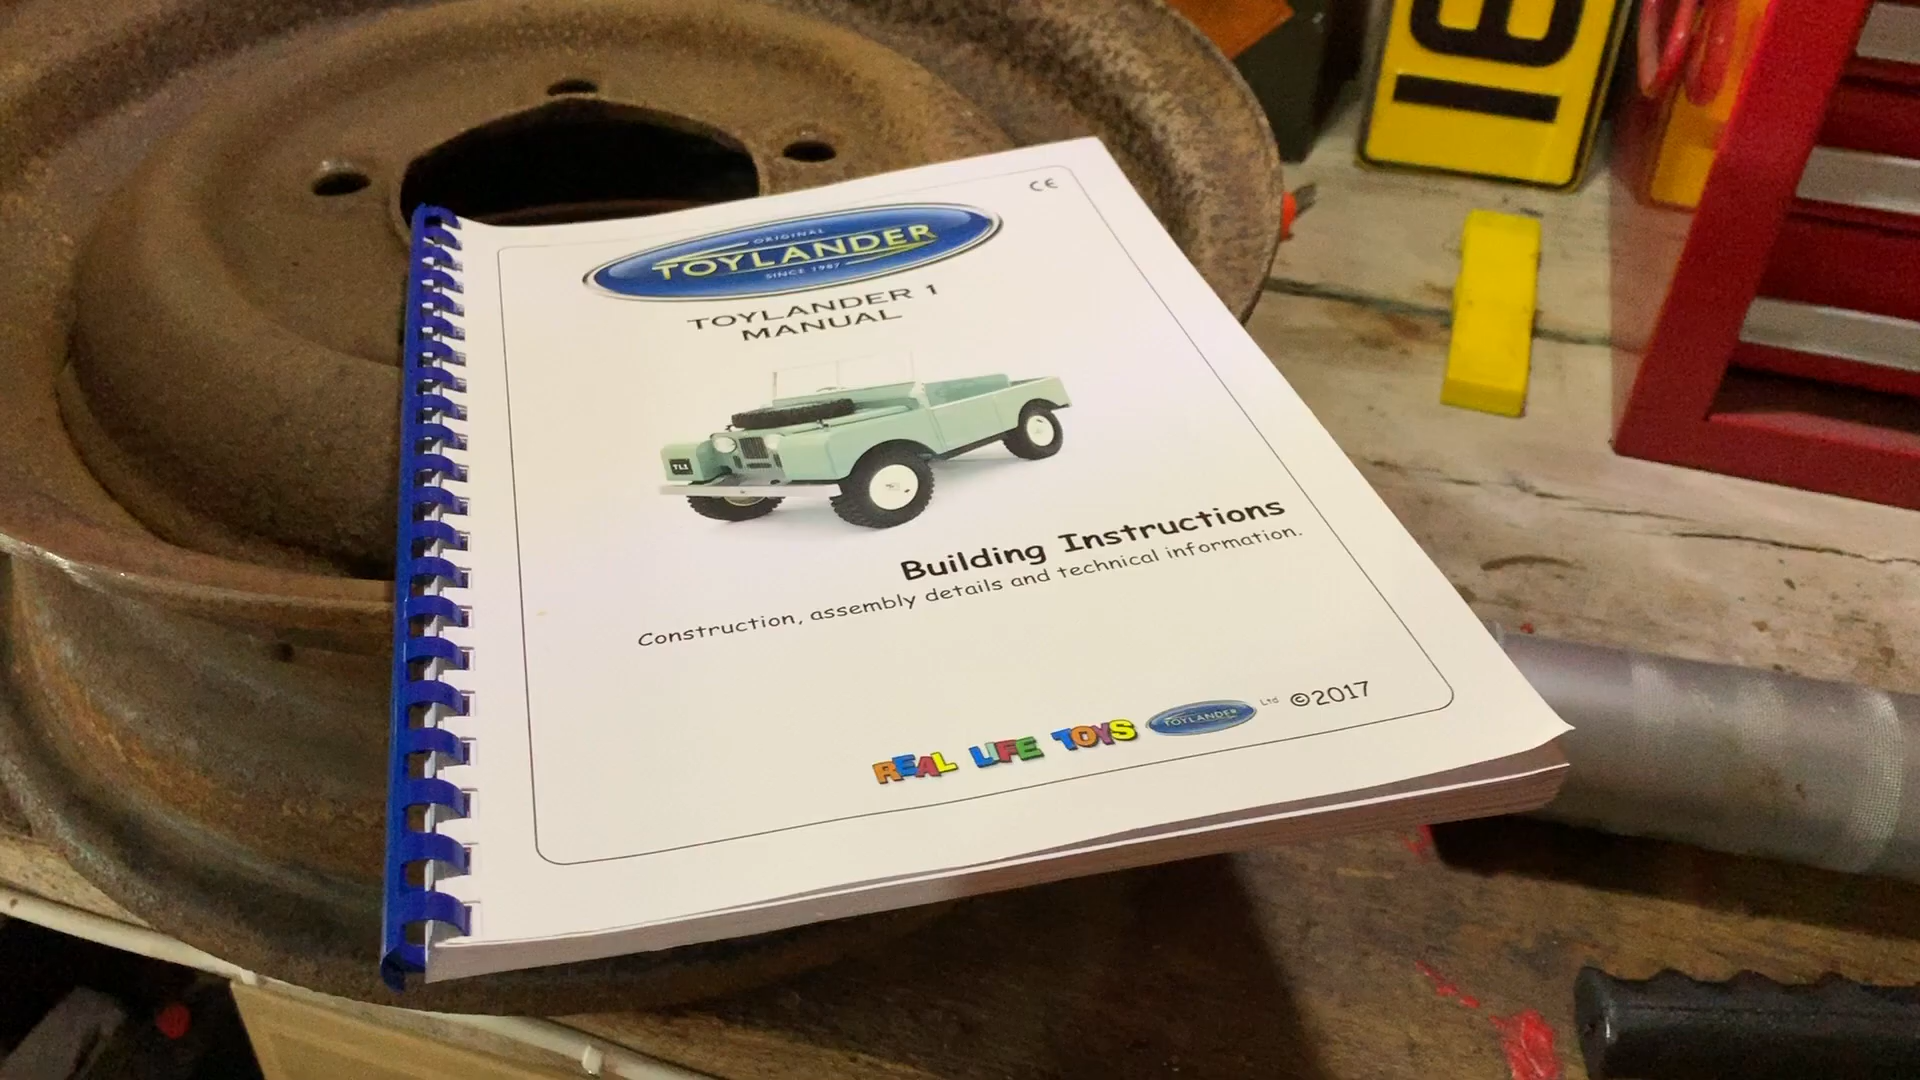 CE
ORIGINAL
TOYLANDER
SINCE 1987
TOYLANDER 1
MANUAL
TL1
Building Instructions
Construction, assembly details and technical information.
REAL LIFE TOYS TOYLANDER Ltd ©2017